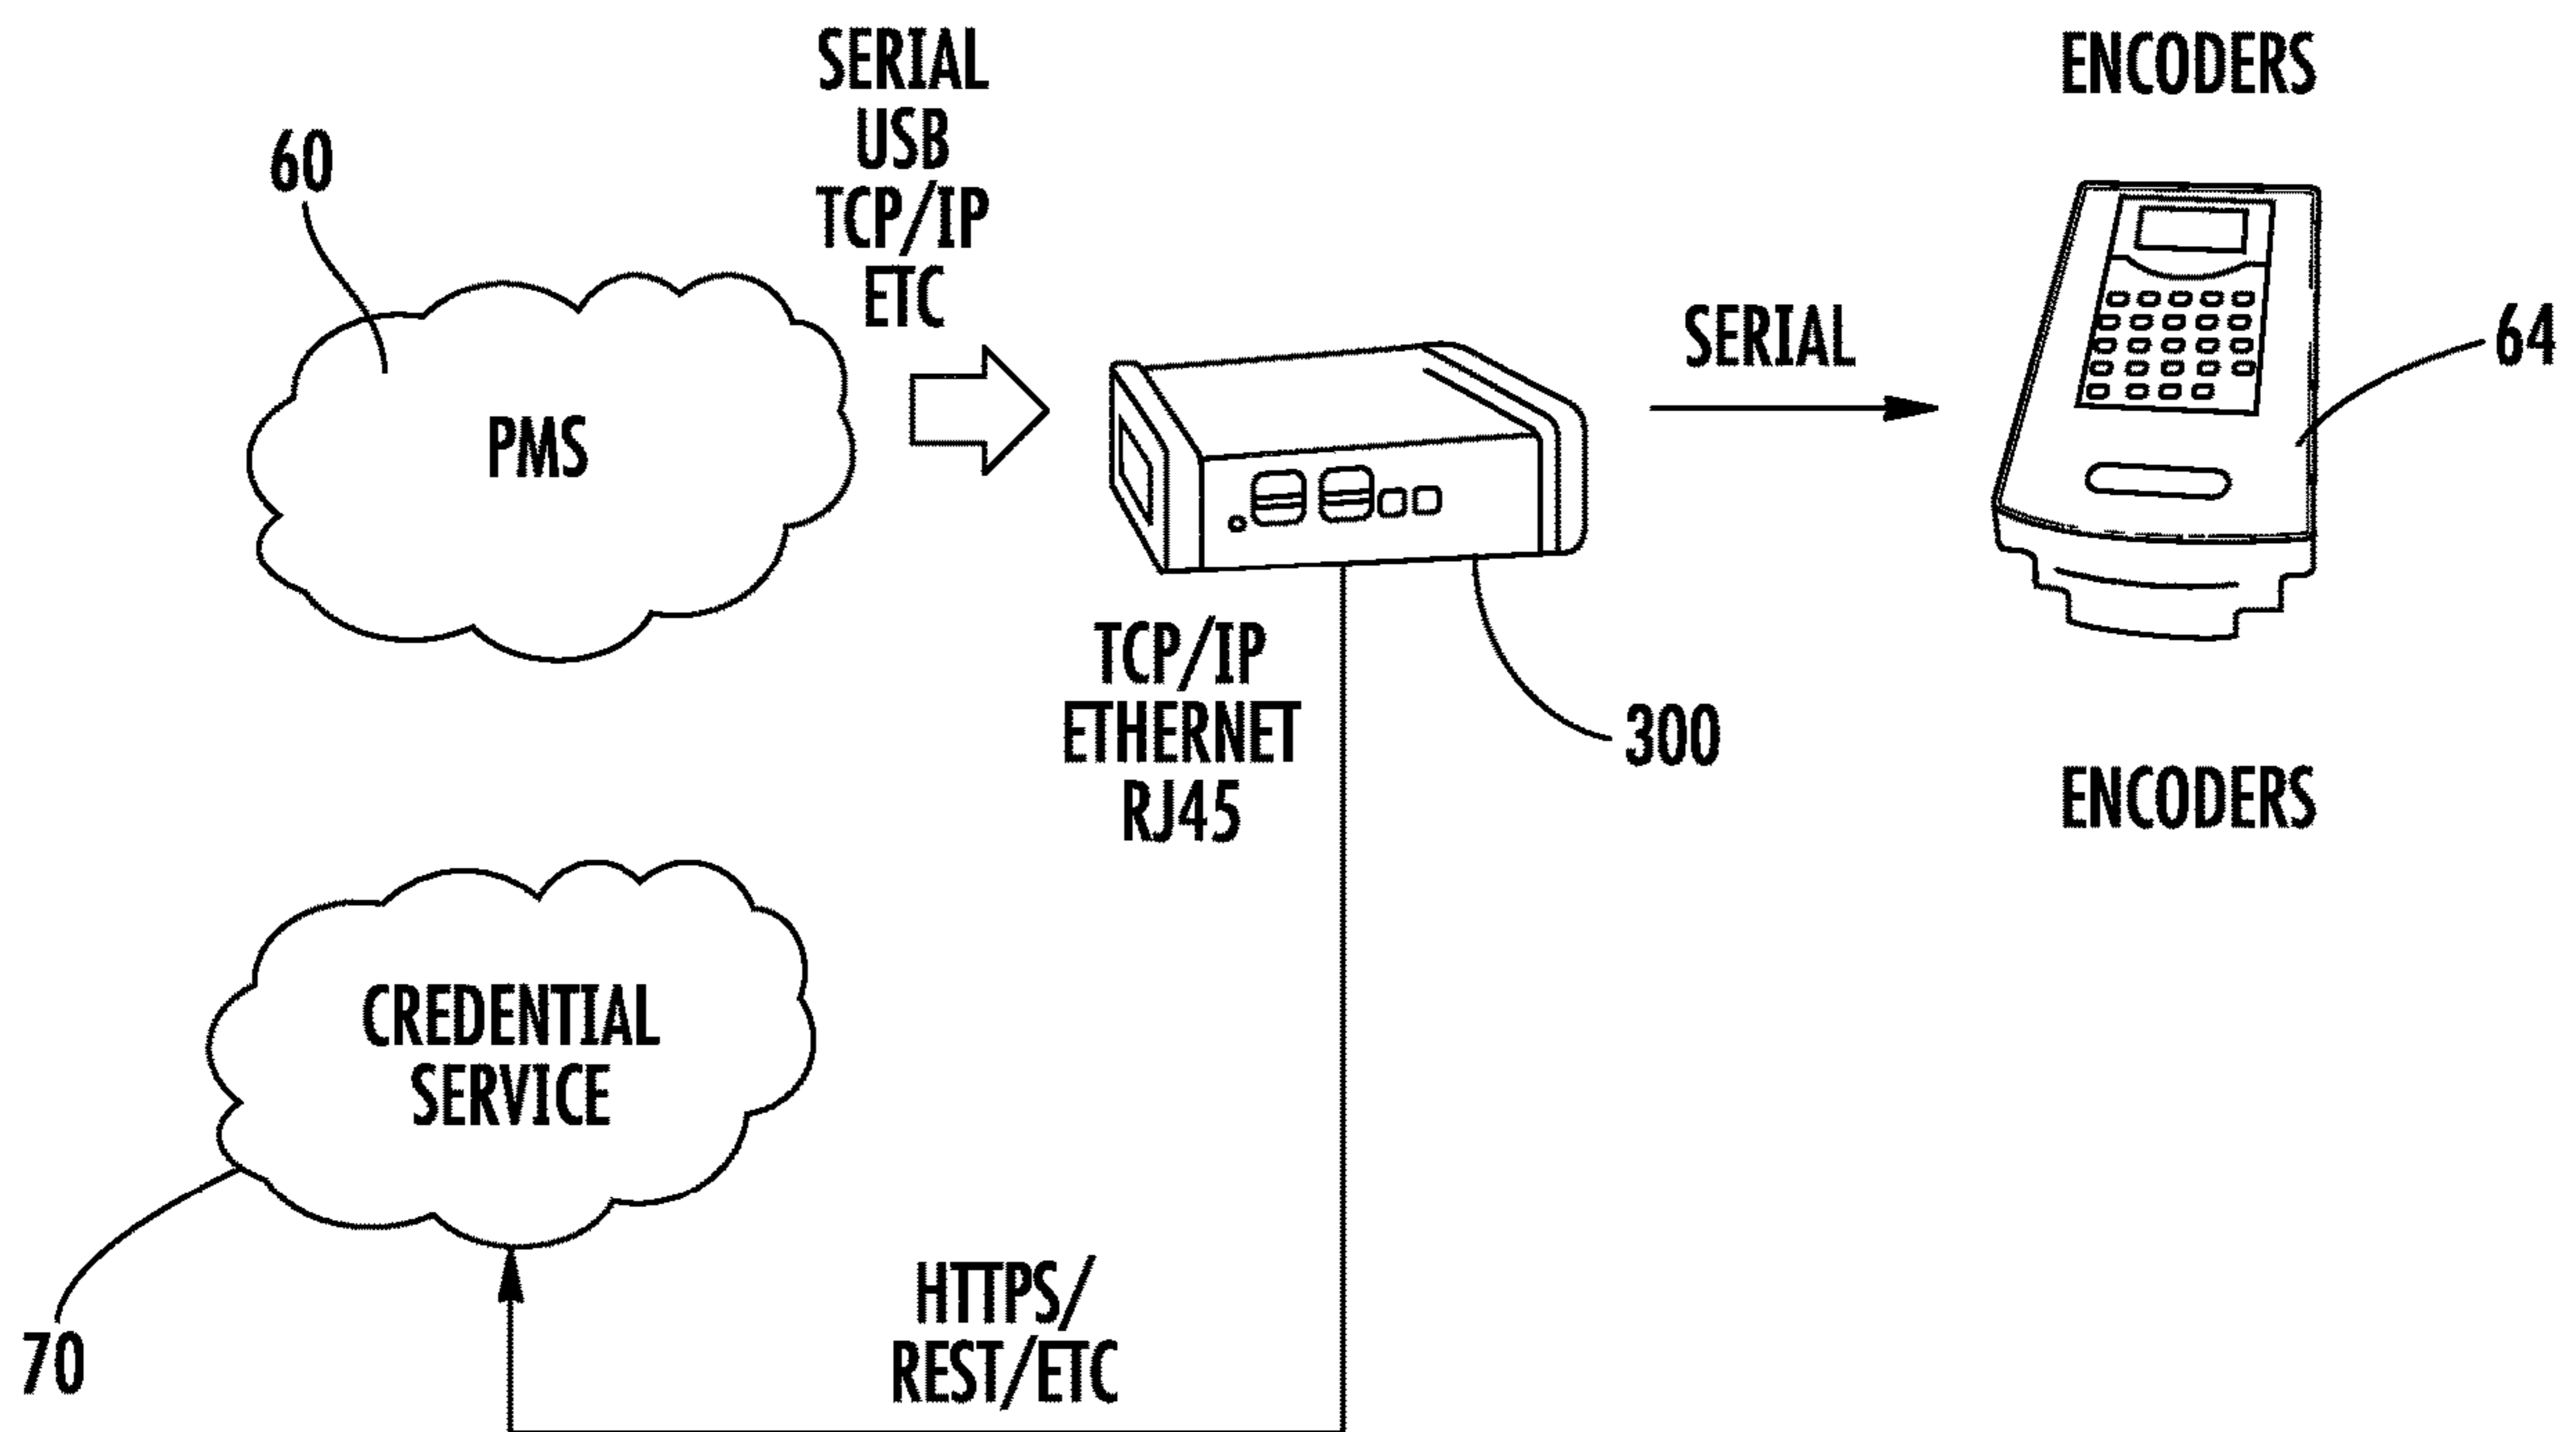 SERIAL
USB
TCP/IP
ETC
ENCODERS
60
PMS
SERIAL
64
TCP/IP
ETHERNET
RJ45
300
ENCODERS
CREDENTIAL
SERVICE
70
HTTPS/
REST/ETC